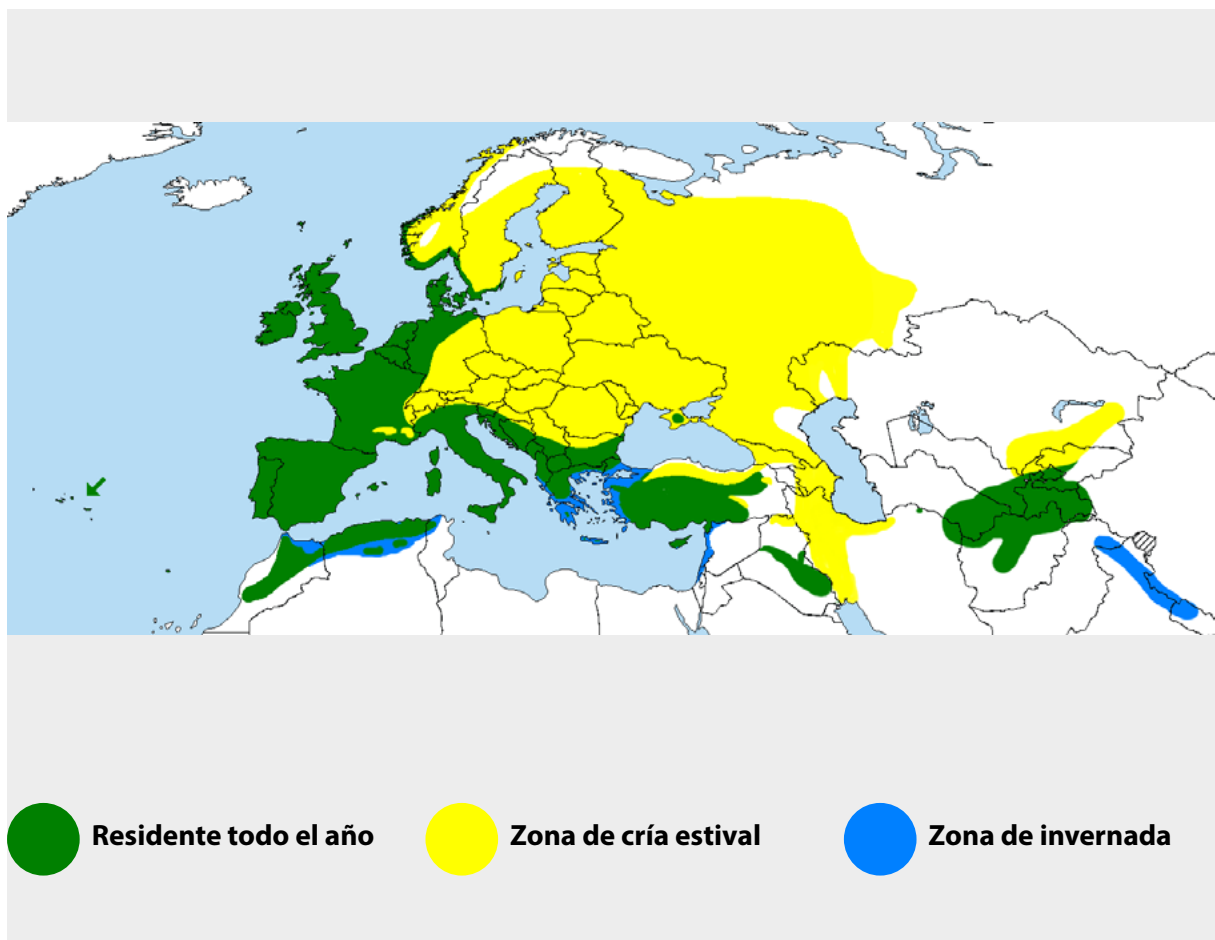 Residente todo el año
Zona de cría estival
Zona de invernada